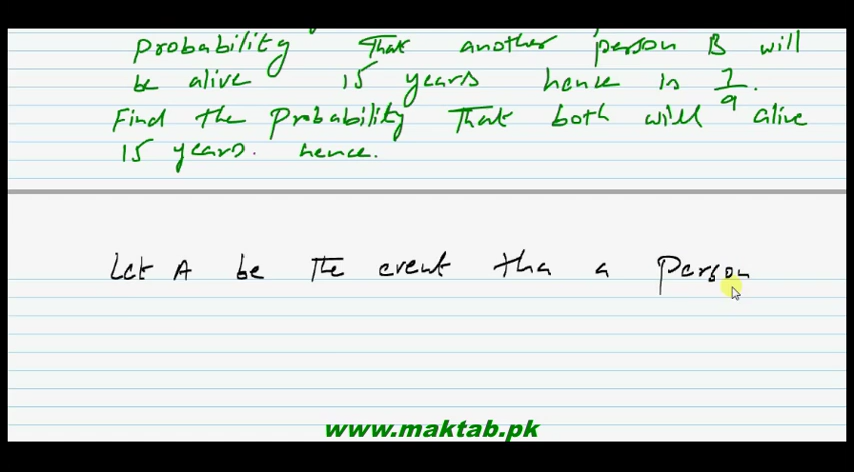 Probability That another person B will
be alive 15 years hence is 7/9.
Find the Probability That both will alive
15 years. hence.
Let A be The event tha a Person
www.maktab.pk